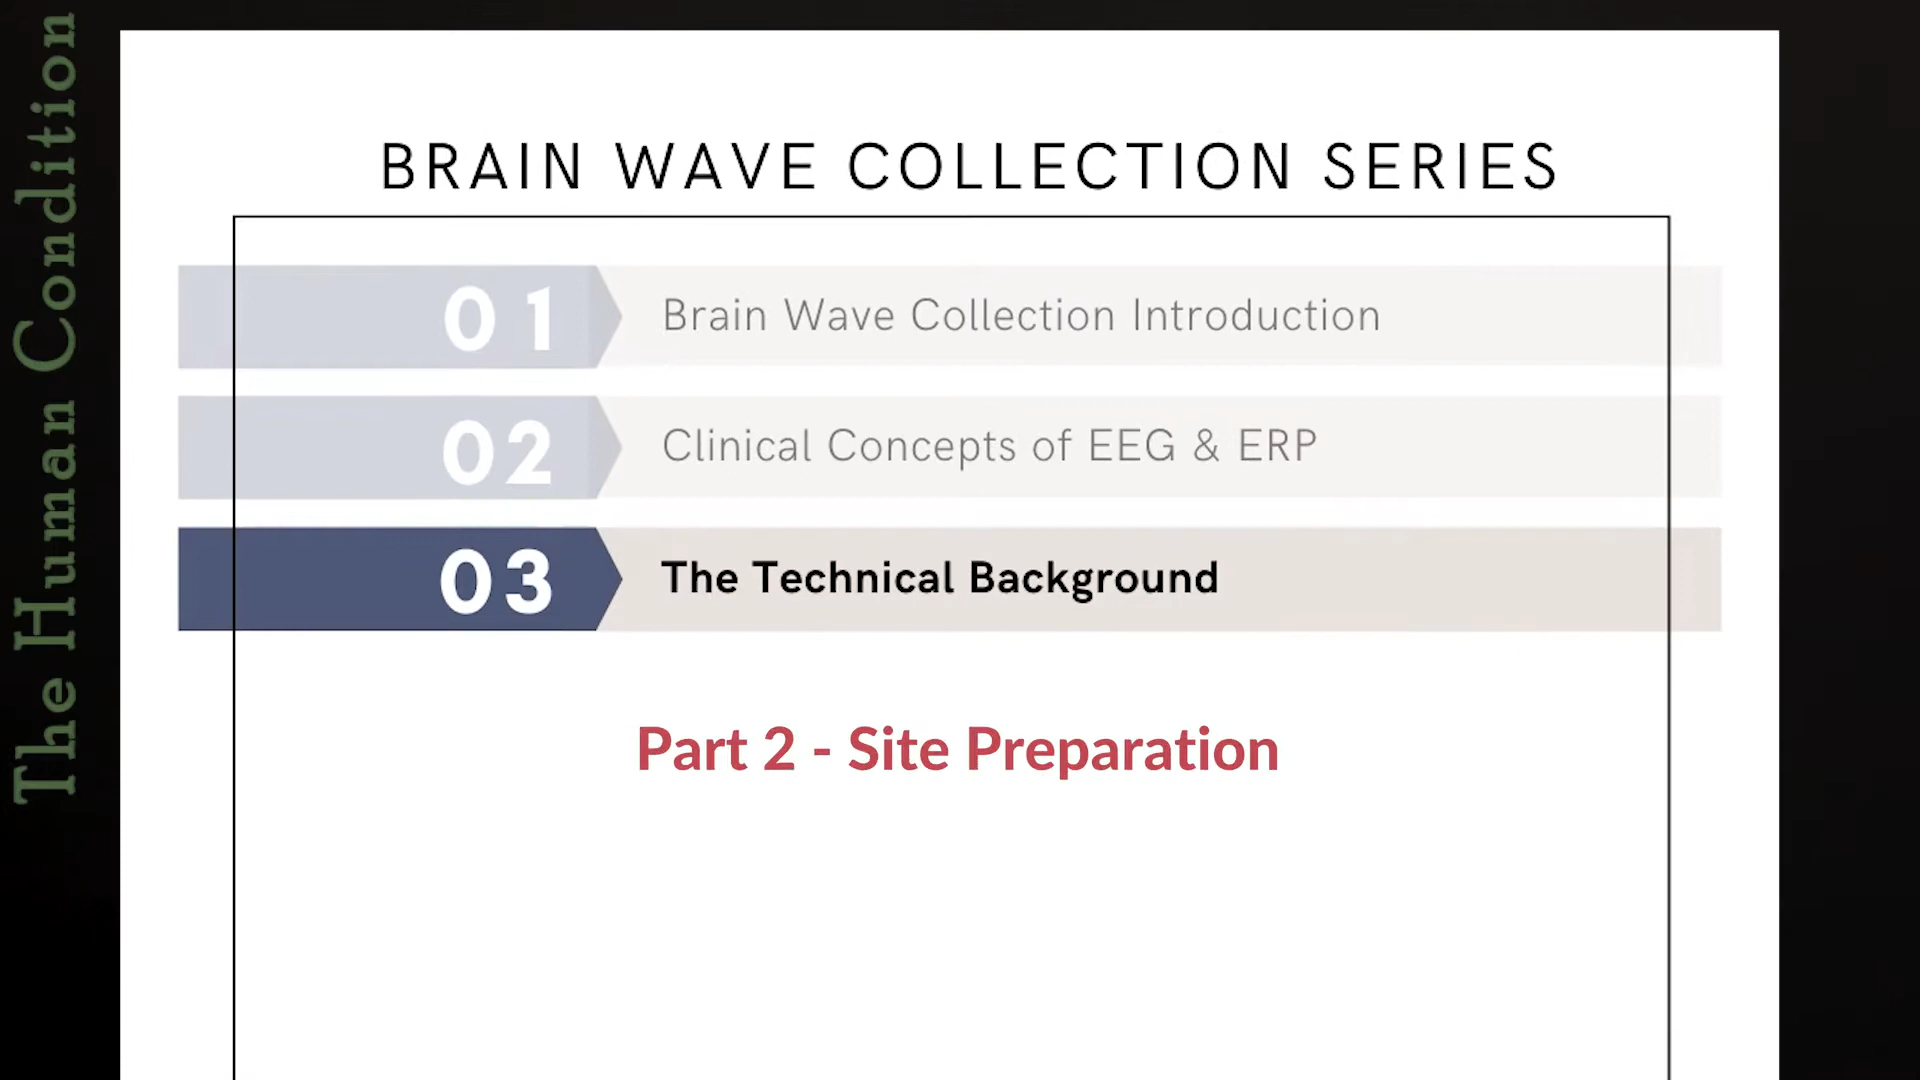 The Human Condition
BRAIN WAVE COLLECTION SERIES
01 Brain Wave Collection Introduction
02 Clinical Concepts of EEG & ERP
03 The Technical Background
Part 2 - Site Preparation